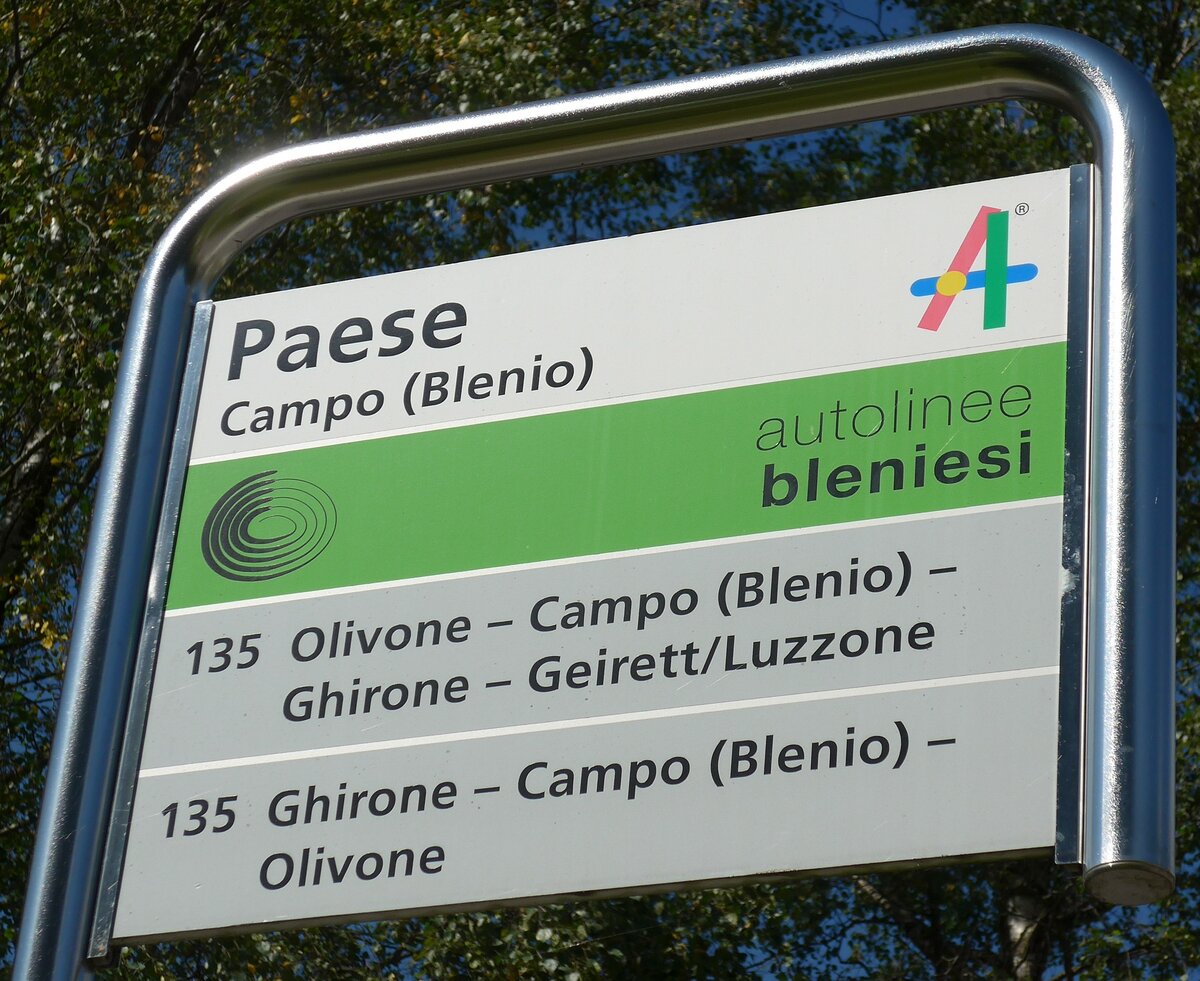 ®
Paese
Campo (Blenio)
autolinee
bleniesi
135 Olivone – Campo (Blenio) –
Ghirone – Geirett/Luzzone
135 Ghirone – Campo (Blenio) –
Olivone